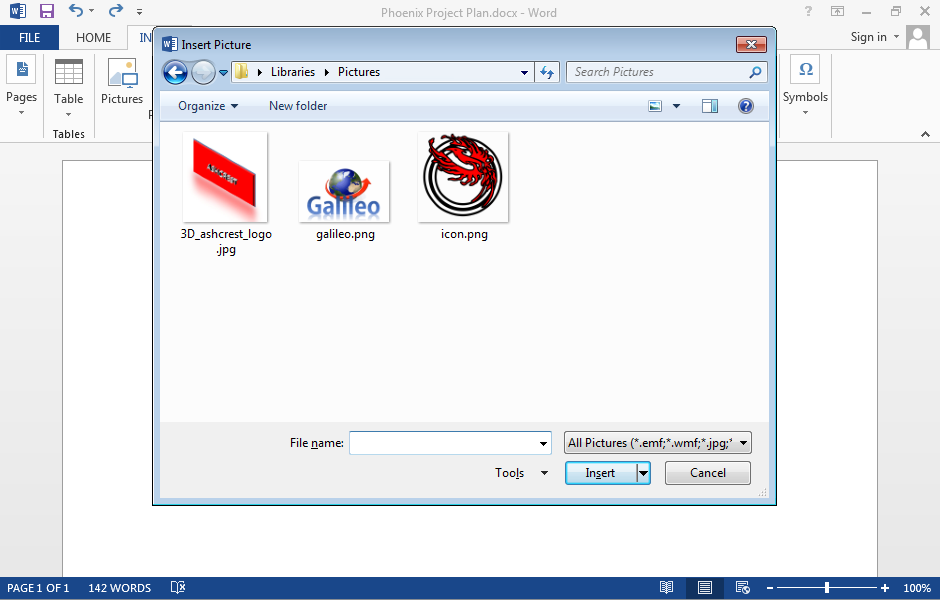 Phoenix Project Plan.docx - Word
?
FILE
HOME
IN
Sign in
Insert Picture
Libraries
Pictures
Search Pictures
Organize
New folder
?
Pages
Table
Pictures
Tables
Ω
Symbols
ASHCREST
Galileo
3D_ashcrest_logo
.jpg
galileo.png
icon.png
File name:
All Pictures (*.emf;*.wmf;*.jpg;*
Tools
Insert
Cancel
PAGE 1 OF 1
142 WORDS
100%